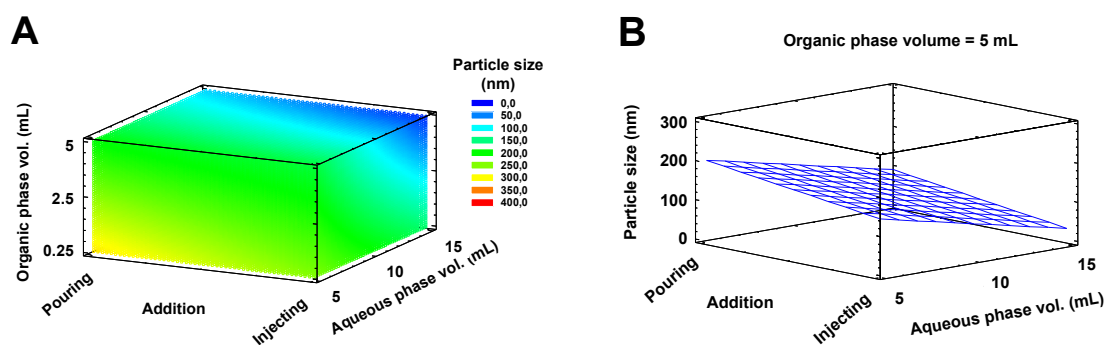 A
Particle size
(nm)
0,0
50,0
100,0
150,0
200,0
250,0
300,0
350,0
400,0
Organic phase vol. (mL)
5
2.5
0.25
Pouring
Addition
Injecting
5
10
15
Aqueous phase vol. (mL)
B
Organic phase volume = 5 mL
Particle size (nm)
300
200
100
0
Pouring
Addition
Injecting
5
10
15
Aqueous phase vol. (mL)